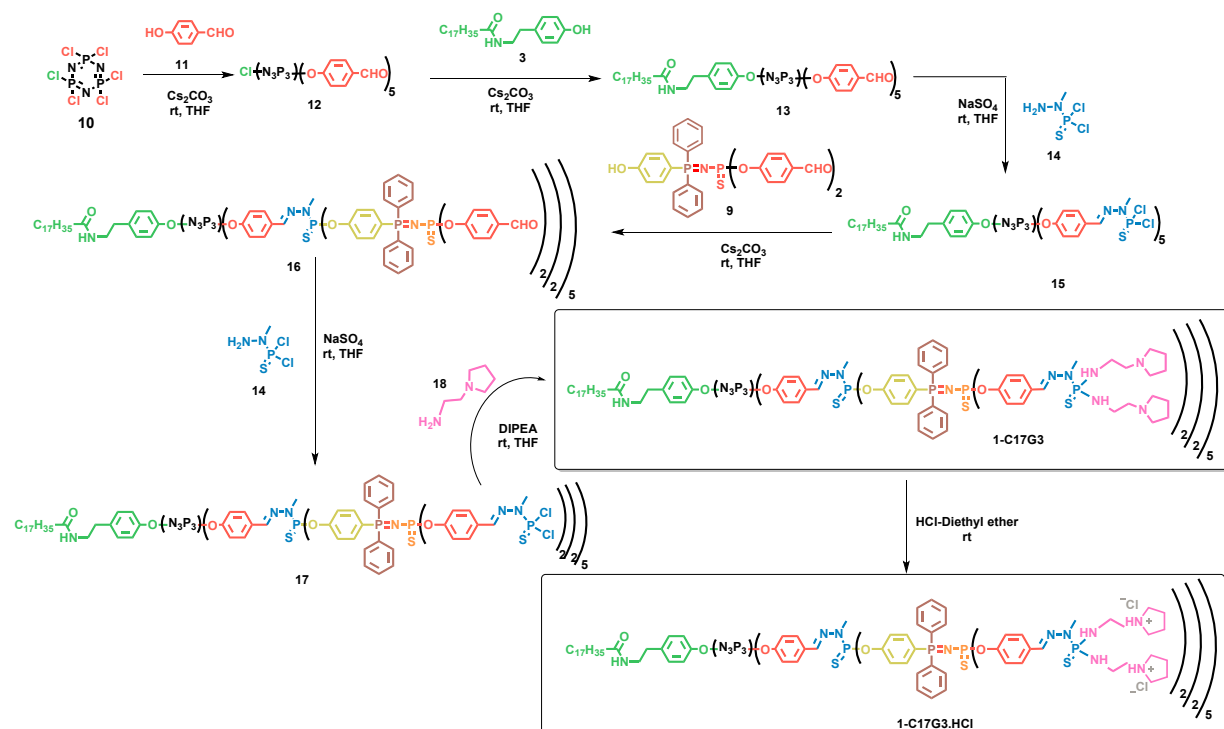 Cl
Cl
Cl
Cl
Cl
Cl
P
N
N
P
P
N
10
HO
CHO
11
Cs₂CO₃
rt, THF
Cl
(N₃P₃)
(O
CHO)₅
12
C₁₇H₃₅
O
HN
OH
3
Cs₂CO₃
rt, THF
C₁₇H₃₅
O
HN
O
(N₃P₃)
(O
CHO)₅
13
NaSO₄
rt, THF
H₂N-N
P
Cl
Cl
S
14
HO
P=N-P
S
(O
CHO)
2
9
C₁₇H₃₅
O
HN
O
(N₃P₃)
(O
N-N
P
Cl
Cl
S
)₅
15
Cs₂CO₃
rt, THF
C₁₇H₃₅
O
HN
O
(N₃P₃)
(O
N-N
P
S
(O
P=N-P
S
(O
CHO
2
2
5
16
H₂N-N
P
Cl
Cl
S
14
NaSO₄
rt, THF
18
N
H₂N
DIPEA
rt, THF
C₁₇H₃₅
O
HN
O
(N₃P₃)
(O
N-N
P
S
(O
P=N-P
S
(O
N-N
P
HN
N
NH
N
S
2
2
5
1-C17G3
C₁₇H₃₅
O
HN
O
(N₃P₃)
(O
N-N
P
S
(O
P=N-P
S
(O
N-N
P
Cl
Cl
S
2
2
5
17
HCl-Diethyl ether
rt
C₁₇H₃₅
O
HN
O
(N₃P₃)
(O
N-N
P
S
(O
P=N-P
S
(O
N-N
P
HN
HN
+
⁻Cl
NH
HN
+
⁻Cl
S
2
2
5
1-C17G3.HCl